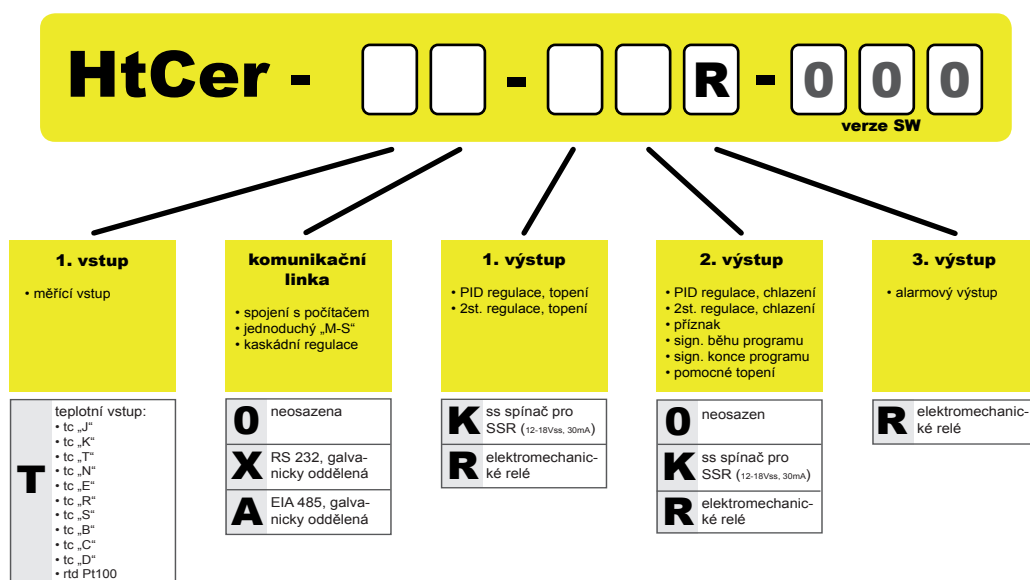 HtCer - - R - 0 0 0
verze SW
1. vstup
• měřící vstup
komunikační
linka
• spojení s počítačem
• jednoduchý „M-S“
• kaskádní regulace
1. výstup
• PID regulace, topení
• 2st. regulace, topení
2. výstup
• PID regulace, chlazení
• 2st. regulace, chlazení
• příznak
• sign. běhu programu
• sign. konce programu
• pomocné topení
3. výstup
• alarmový výstup
T
teplotní vstup:
• tc „J“
• tc „K“
• tc „T“
• tc „N“
• tc „E“
• tc „R“
• tc „S“
• tc „B“
• tc „C“
• tc „D“
• rtd Pt100
0 neosazena
X RS 232, galva-
nicky oddělená
A EIA 485, galva-
nicky oddělená
K ss spínač pro
SSR (12-18Vss, 30mA)
R elektromechanic-
ké relé
0 neosazen
K ss spínač pro
SSR (12-18Vss, 30mA)
R elektromechanic-
ké relé
R elektromechanic-
ké relé